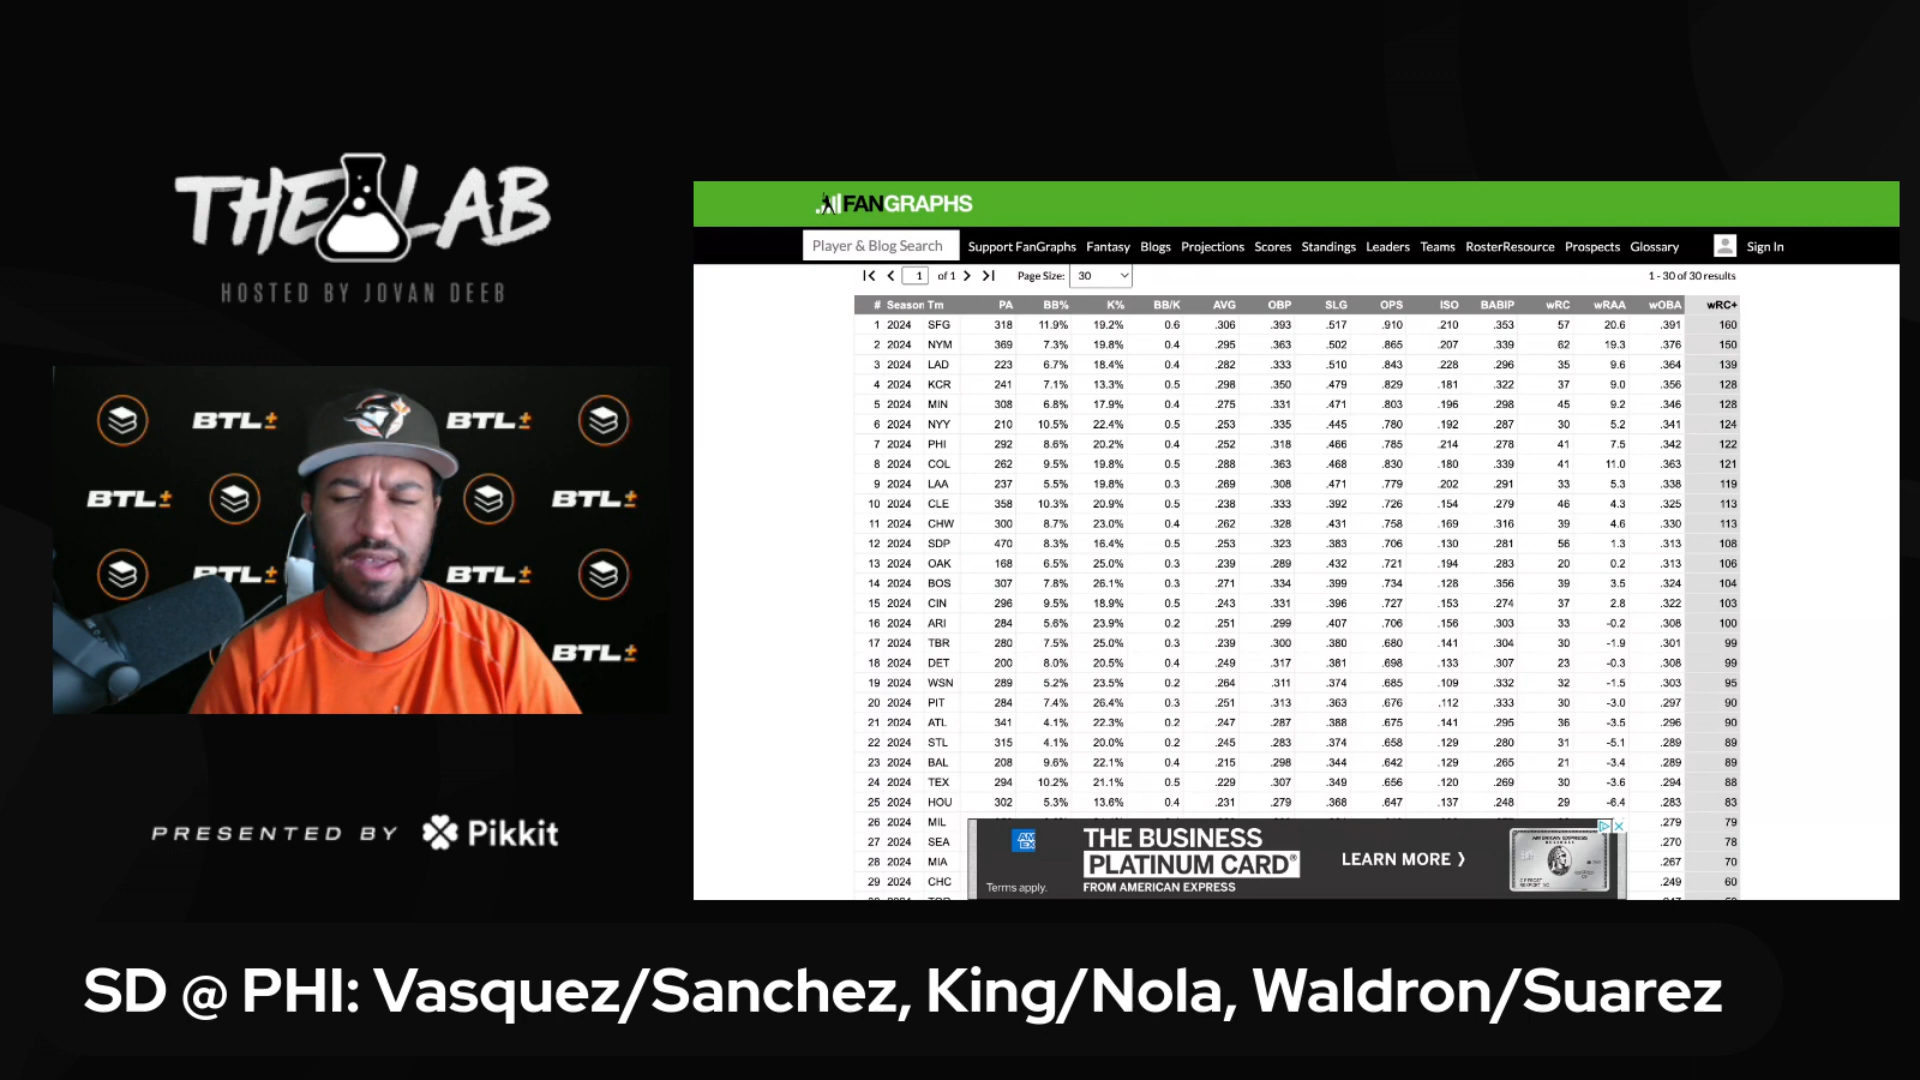 THE LAB
HOSTED BY JOVAN DEEB
BTL± BTL±
BTL± BTL±
BTL± BTL±
BTL±
PRESENTED BY Pikkit
FANGRAPHS
Player & Blog Search Support FanGraphs Fantasy Blogs Projections Scores Standings Leaders Teams RosterResource Prospects Glossary Sign In
1 of 1 Page Size: 30 1 - 30 of 30 results
# Season Tm PA BB% K% BB/K AVG OBP SLG OPS ISO BABIP wRC wRAA wOBA wRC+
1 2024 SFG 318 11.9% 19.2% 0.6 .306 .393 .517 .910 .210 .353 57 20.6 .391 160
2 2024 NYM 369 7.3% 19.8% 0.4 .295 .363 .502 .865 .207 .339 62 19.3 .376 150
3 2024 LAD 223 6.7% 18.4% 0.4 .282 .333 .510 .843 .228 .296 35 9.6 .364 139
4 2024 KCR 241 7.1% 13.3% 0.5 .298 .350 .479 .829 .181 .322 37 9.0 .356 128
5 2024 MIN 308 6.8% 17.9% 0.4 .275 .331 .471 .803 .196 .298 45 9.2 .346 128
6 2024 NYY 210 10.5% 22.4% 0.5 .253 .335 .445 .780 .192 .287 30 5.2 .341 124
7 2024 PHI 292 8.6% 20.2% 0.4 .252 .318 .466 .785 .214 .278 41 7.5 .342 122
8 2024 COL 262 9.5% 19.8% 0.5 .288 .363 .468 .830 .180 .339 41 11.0 .363 121
9 2024 LAA 237 5.5% 19.8% 0.3 .269 .308 .471 .779 .202 .291 33 5.3 .338 119
10 2024 CLE 358 10.3% 20.9% 0.5 .238 .333 .392 .726 .154 .279 46 4.3 .325 113
11 2024 CHW 300 8.7% 23.0% 0.4 .262 .328 .431 .758 .169 .316 39 4.6 .330 113
12 2024 SDP 470 8.3% 16.4% 0.5 .253 .323 .383 .706 .130 .281 56 1.3 .313 108
13 2024 OAK 168 6.5% 25.0% 0.3 .239 .289 .432 .721 .194 .283 20 0.2 .313 106
14 2024 BOS 307 7.8% 26.1% 0.3 .271 .334 .399 .734 .128 .356 39 3.5 .324 104
15 2024 CIN 296 9.5% 18.9% 0.5 .243 .331 .396 .727 .153 .274 37 2.8 .322 103
16 2024 ARI 284 5.6% 23.9% 0.2 .251 .299 .407 .706 .156 .303 33 -0.2 .308 100
17 2024 TBR 280 7.5% 25.0% 0.3 .239 .300 .380 .680 .141 .304 30 -1.9 .301 99
18 2024 DET 200 8.0% 20.5% 0.4 .249 .317 .381 .698 .133 .307 23 -0.3 .308 99
19 2024 WSN 289 5.2% 23.5% 0.2 .264 .311 .374 .685 .109 .332 32 -1.5 .303 95
20 2024 PIT 284 7.4% 26.4% 0.3 .251 .313 .363 .676 .112 .333 30 -3.0 .297 90
21 2024 ATL 341 4.1% 22.3% 0.2 .247 .287 .388 .675 .141 .295 36 -3.5 .296 90
22 2024 STL 315 4.1% 20.0% 0.2 .245 .283 .374 .658 .129 .280 31 -5.1 .289 89
23 2024 BAL 208 9.6% 22.1% 0.4 .215 .298 .344 .642 .129 .265 21 -3.4 .289 89
24 2024 TEX 294 10.2% 21.1% 0.5 .229 .307 .349 .656 .120 .269 30 -3.6 .294 88
25 2024 HOU 302 5.3% 13.6% 0.4 .231 .279 .368 .647 .137 .248 29 -6.4 .283 83
26 2024 MIL .279 79
27 2024 SEA .270 78
28 2024 MIA .267 70
29 2024 CHC .249 60
AM EX
Terms apply.
THE BUSINESS
PLATINUM CARD®
FROM AMERICAN EXPRESS
LEARN MORE ❯
AMERICAN EXPRESS
SD @ PHI: Vasquez/Sanchez, King/Nola, Waldron/Suarez